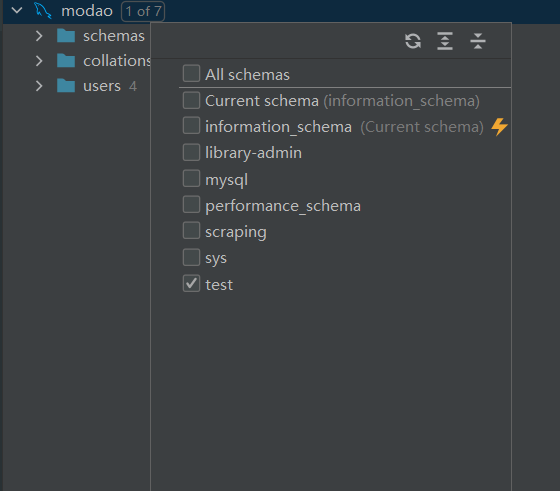 modao 1 of 7
schemas
collations
users 4
All schemas
Current schema (information_schema)
information_schema (Current schema)
library-admin
mysql
performance_schema
scraping
sys
test